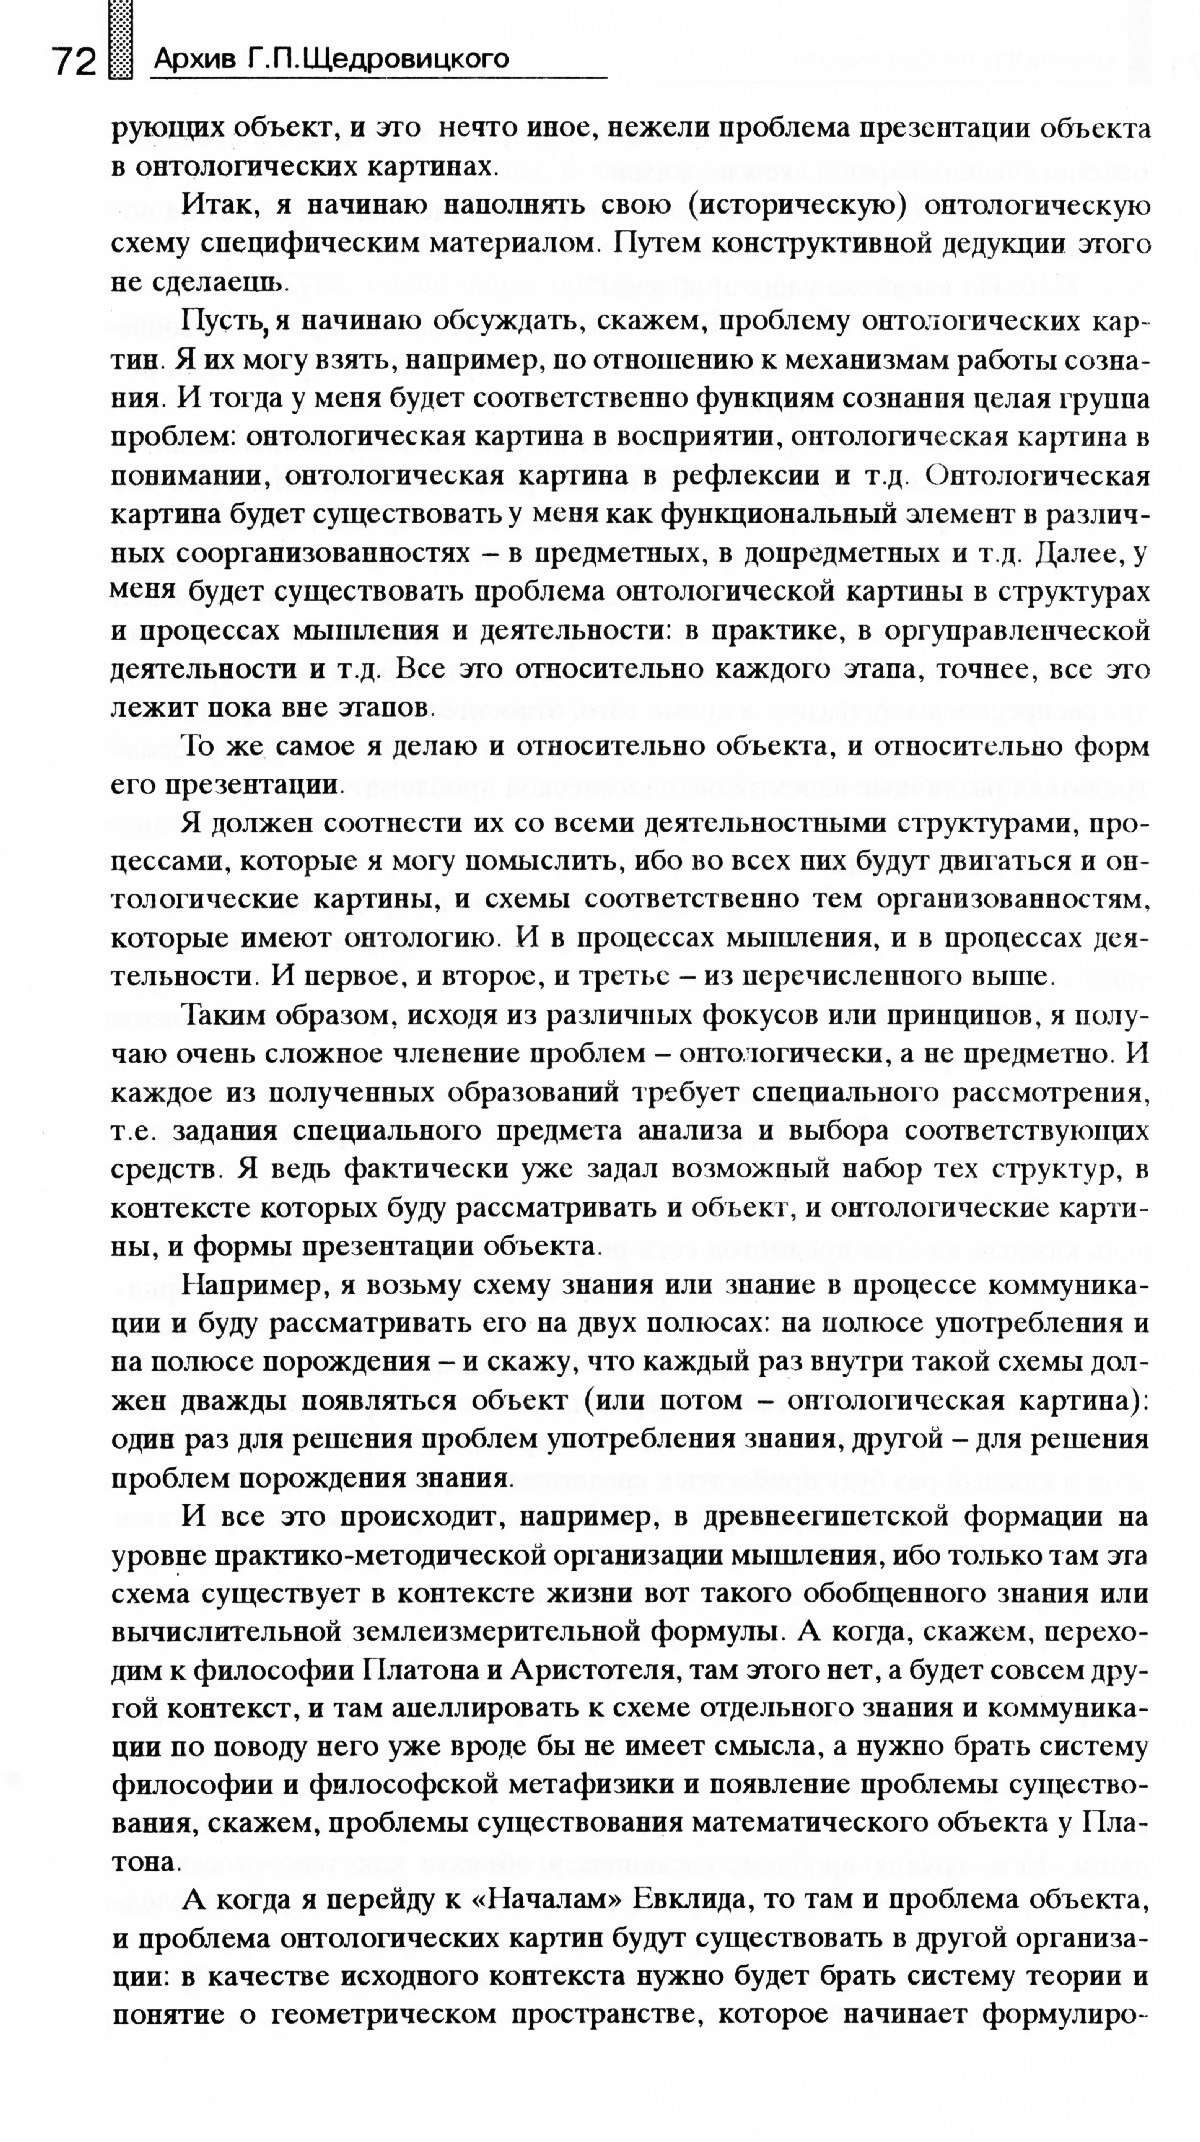 72 Архив Г.П.Щедровицкого
рующих объект, и это нечто иное, нежели проблема презентации объекта
в онтологических картинах.
Итак, я начинаю наполнять свою (историческую) онтологическую
схему специфическим материалом. Путем конструктивной дедукции этого
не сделаешь.
Пусть, я начинаю обсуждать, скажем, проблему онтологических кар-
тин. Я их могу взять, например, по отношению к механизмам работы созна-
ния. И тогда у меня будет соответственно функциям сознания целая группа
проблем: онтологическая картина в восприятии, онтологическая картина в
понимании, онтологическая картина в рефлексии и т.д. Онтологическая
картина будет существовать у меня как функциональный элемент в различ-
ных соорганизованностях – в предметных, в допредметных и т.д. Далее, у
меня будет существовать проблема онтологической картины в структурах
и процессах мышления и деятельности: в практике, в оргуправленческой
деятельности и т.д. Все это относительно каждого этапа, точнее, все это
лежит пока вне этапов.
То же самое я делаю и относительно объекта, и относительно форм
его презентации.
Я должен соотнести их со всеми деятельностными структурами, про-
цессами, которые я могу помыслить, ибо во всех них будут двигаться и он-
тологические картины, и схемы соответственно тем организованностям,
которые имеют онтологию. И в процессах мышления, и в процессах дея-
тельности. И первое, и второе, и третье – из перечисленного выше.
Таким образом, исходя из различных фокусов или принципов, я полу-
чаю очень сложное членение проблем – онтологически, а не предметно. И
каждое из полученных образований требует специального рассмотрения,
т.е. задания специального предмета анализа и выбора соответствующих
средств. Я ведь фактически уже задал возможный набор тех структур, в
контексте которых буду рассматривать и объект, и онтологические карти-
ны, и формы презентации объекта.
Например, я возьму схему знания или знание в процессе коммуника-
ции и буду рассматривать его на двух полюсах: на полюсе употребления и
на полюсе порождения – и скажу, что каждый раз внутри такой схемы дол-
жен дважды появляться объект (или потом – онтологическая картина):
один раз для решения проблем употребления знания, другой – для решения
проблем порождения знания.
И все это происходит, например, в древнеегипетской формации на
уровне практико-методической организации мышления, ибо только там эта
схема существует в контексте жизни вот такого обобщенного знания или
вычислительной землеизмерительной формулы. А когда, скажем, перехо-
дим к философии Платона и Аристотеля, там этого нет, а будет совсем дру-
гой контекст, и там апеллировать к схеме отдельного знания и коммуника-
ции по поводу него уже вроде бы не имеет смысла, а нужно брать систему
философии и философской метафизики и появление проблемы существо-
вания, скажем, проблемы существования математического объекта у Пла-
тона.
А когда я перейду к «Началам» Евклида, то там и проблема объекта,
и проблема онтологических картин будут существовать в другой организа-
ции: в качестве исходного контекста нужно будет брать систему теории и
понятие о геометрическом пространстве, которое начинает формулиро-